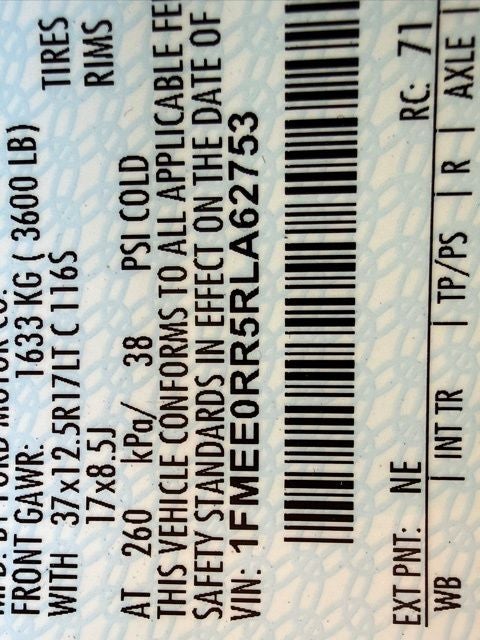 MFD. BY FORD MOTOR CO.
FRONT GAWR: 1633 KG ( 3600 LB)
WITH 37x12.5R17LT C 116S TIRES
17x8.5J RIMS
AT 260 kPa/ 38 PSI COLD
THIS VEHICLE CONFORMS TO ALL APPLICABLE FE
SAFETY STANDARDS IN EFFECT ON THE DATE OF
VIN: 1FMEE0RR5RLA62753
EXT PNT: NE RC: 71
WB | INT TR | TP/PS | R | AXLE